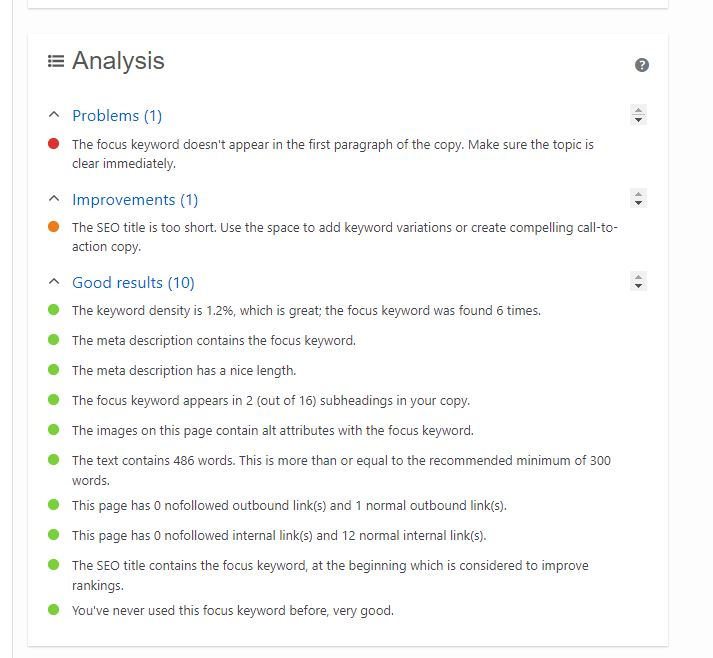 Analysis
Problems (1)
The focus keyword doesn't appear in the first paragraph of the copy. Make sure the topic is
clear immediately.
Improvements (1)
The SEO title is too short. Use the space to add keyword variations or create compelling call-to-
action copy.
Good results (10)
The keyword density is 1.2%, which is great; the focus keyword was found 6 times.
The meta description contains the focus keyword.
The meta description has a nice length.
The focus keyword appears in 2 (out of 16) subheadings in your copy.
The images on this page contain alt attributes with the focus keyword.
The text contains 486 words. This is more than or equal to the recommended minimum of 300
words.
This page has 0 nofollowed outbound link(s) and 1 normal outbound link(s).
This page has 0 nofollowed internal link(s) and 12 normal internal link(s).
The SEO title contains the focus keyword, at the beginning which is considered to improve
rankings.
You've never used this focus keyword before, very good.